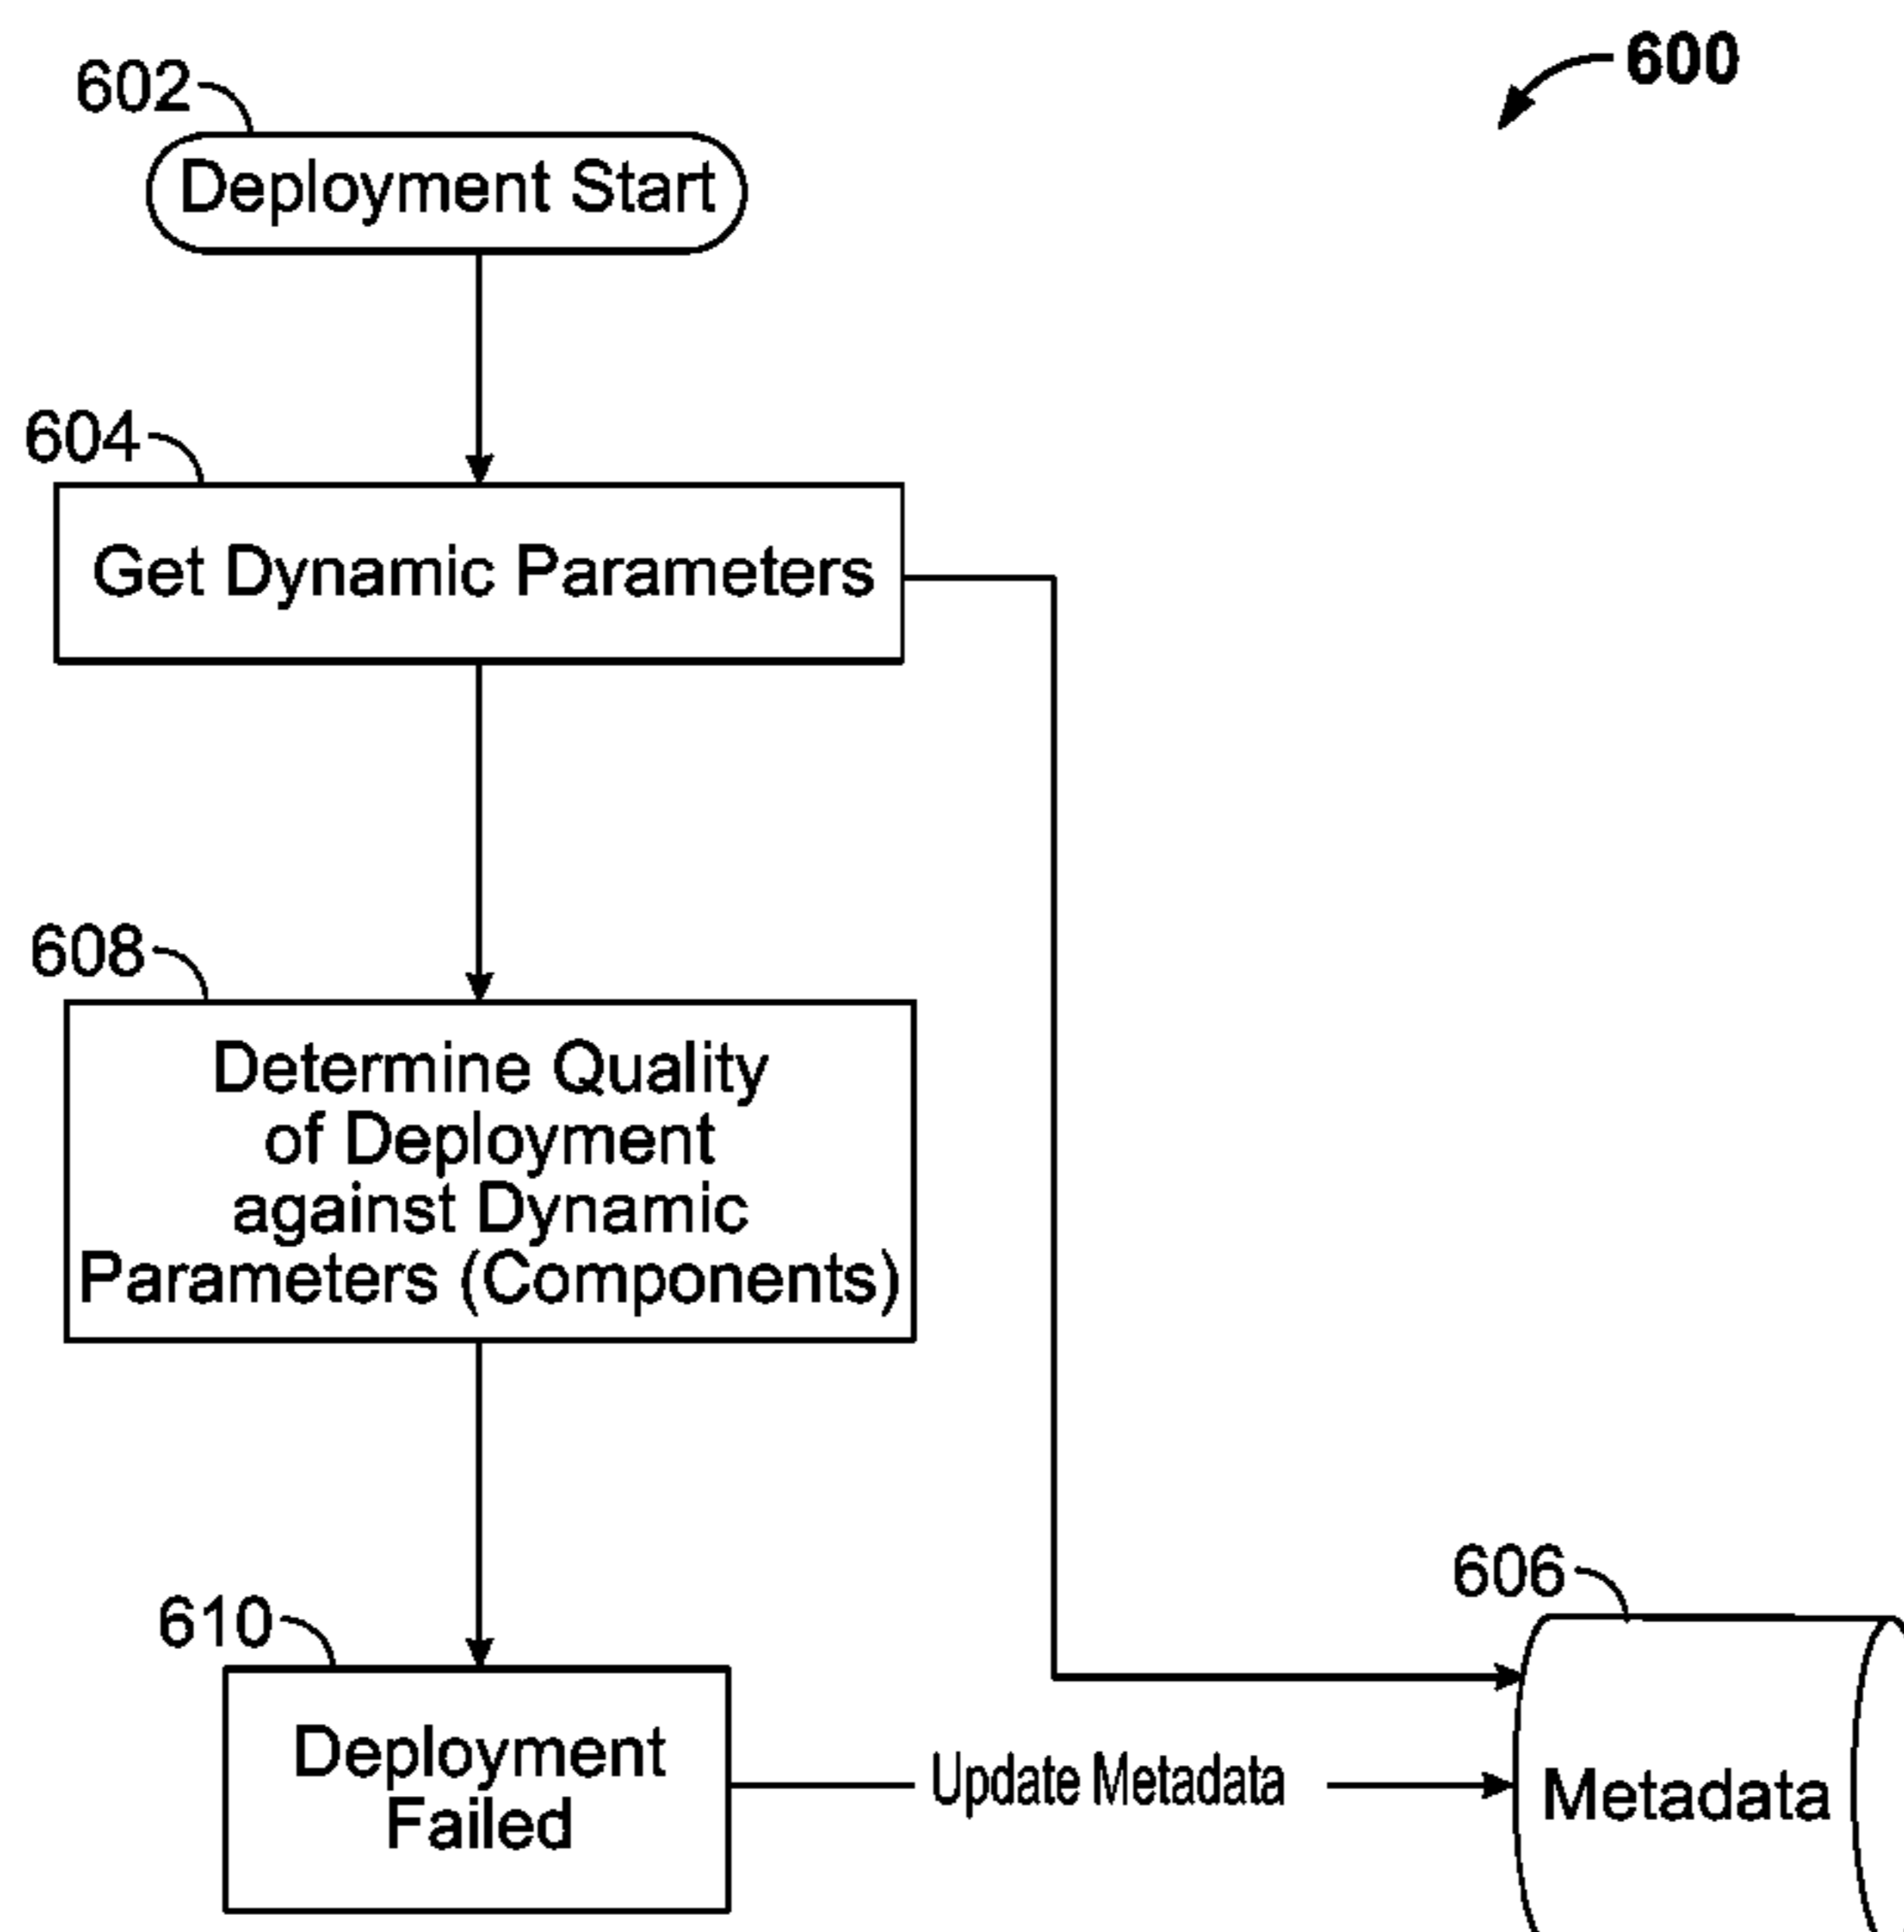 600
602
Deployment Start
604
Get Dynamic Parameters
608
Determine Quality
of Deployment
against Dynamic
Parameters (Components)
610
Deployment
Failed
Update Metadata
606
Metadata